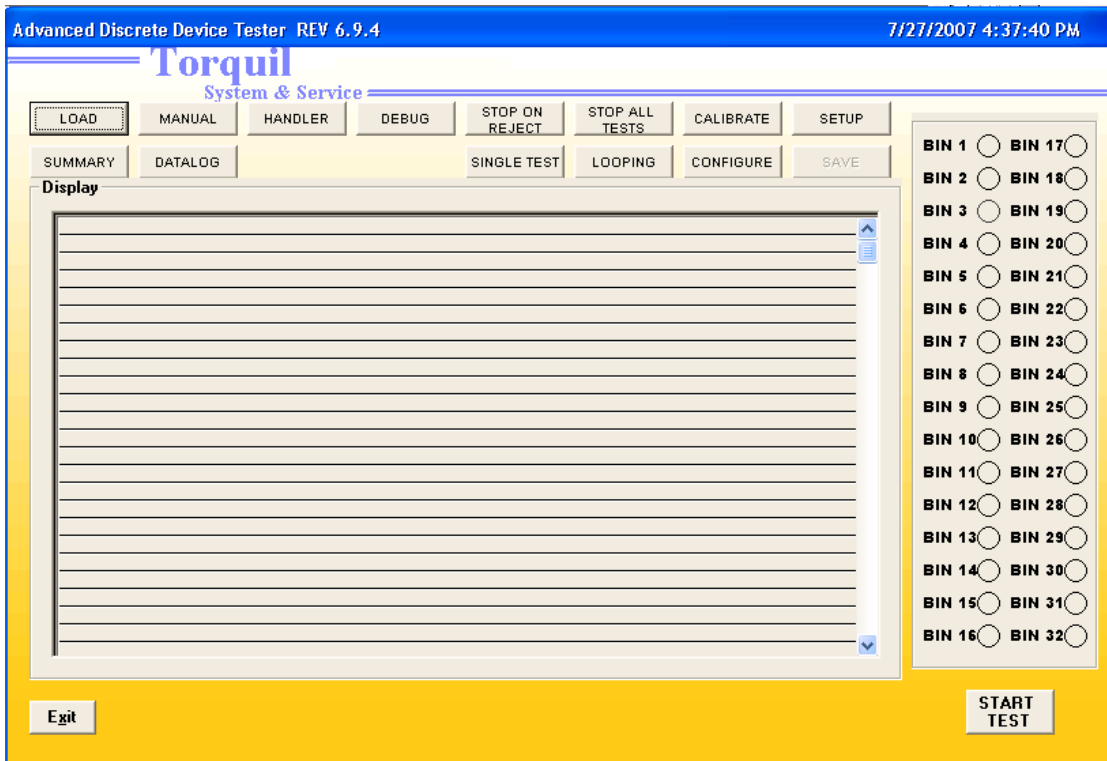 Advanced Discrete Device Tester REV 6.9.4 7/27/2007 4:37:40 PM
Torquil
System & Service
LOAD MANUAL HANDLER DEBUG STOP ON REJECT STOP ALL TESTS CALIBRATE SETUP
SUMMARY DATALOG SINGLE TEST LOOPING CONFIGURE SAVE
Display
BIN 1 BIN 17
BIN 2 BIN 18
BIN 3 BIN 19
BIN 4 BIN 20
BIN 5 BIN 21
BIN 6 BIN 22
BIN 7 BIN 23
BIN 8 BIN 24
BIN 9 BIN 25
BIN 10 BIN 26
BIN 11 BIN 27
BIN 12 BIN 28
BIN 13 BIN 29
BIN 14 BIN 30
BIN 15 BIN 31
BIN 16 BIN 32
Exit
START
TEST